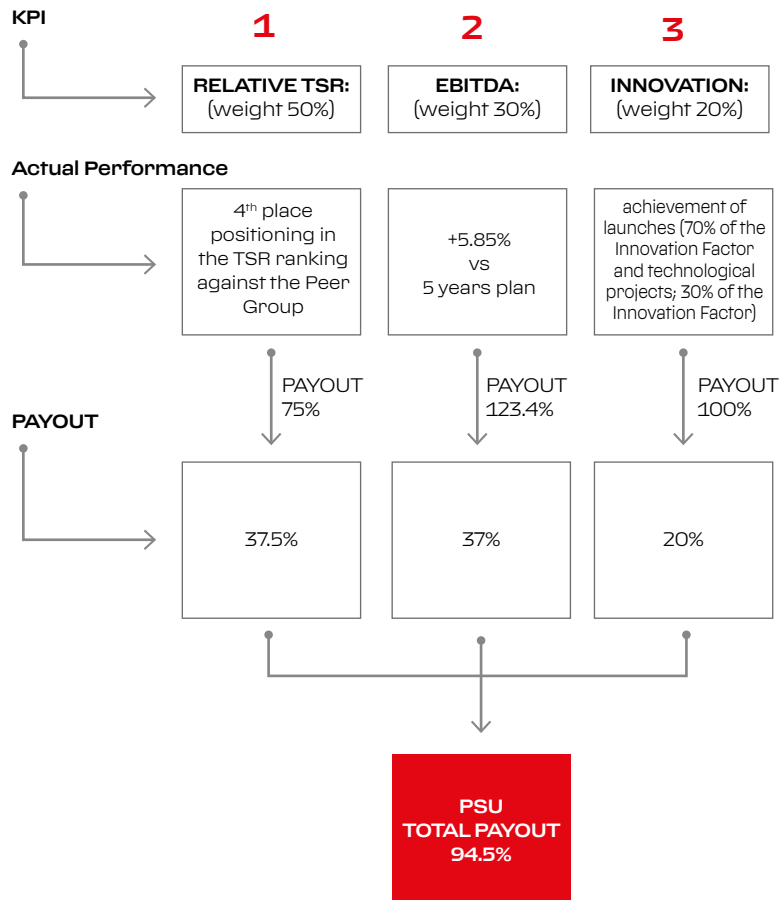 KPI
1
2
3
RELATIVE TSR:
(weight 50%)
EBITDA:
(weight 30%)
INNOVATION:
(weight 20%)
Actual Performance
4th place
positioning in
the TSR ranking
against the Peer
Group
+5.85%
vs
5 years plan
achievement of
launches (70% of the
Innovation Factor
and technological
projects; 30% of the
Innovation Factor)
PAYOUT
75%
PAYOUT
123.4%
PAYOUT
100%
PAYOUT
37.5%
37%
20%
PSU
TOTAL PAYOUT
94.5%